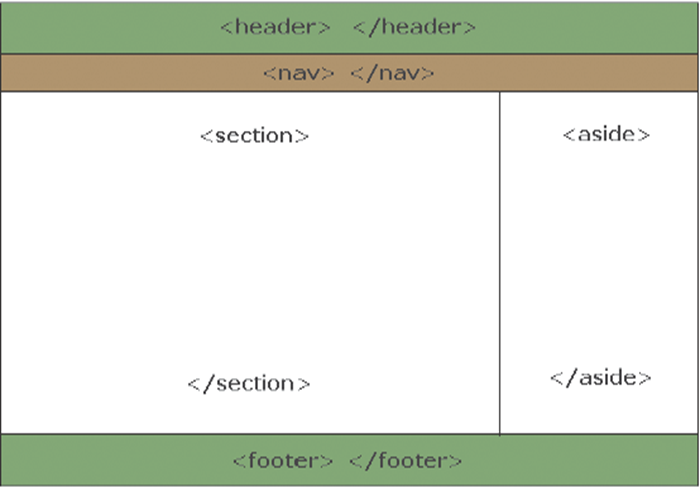 <header> </header>
<nav> </nav>
<section>
</section>
<aside>
</aside>
<footer> </footer>